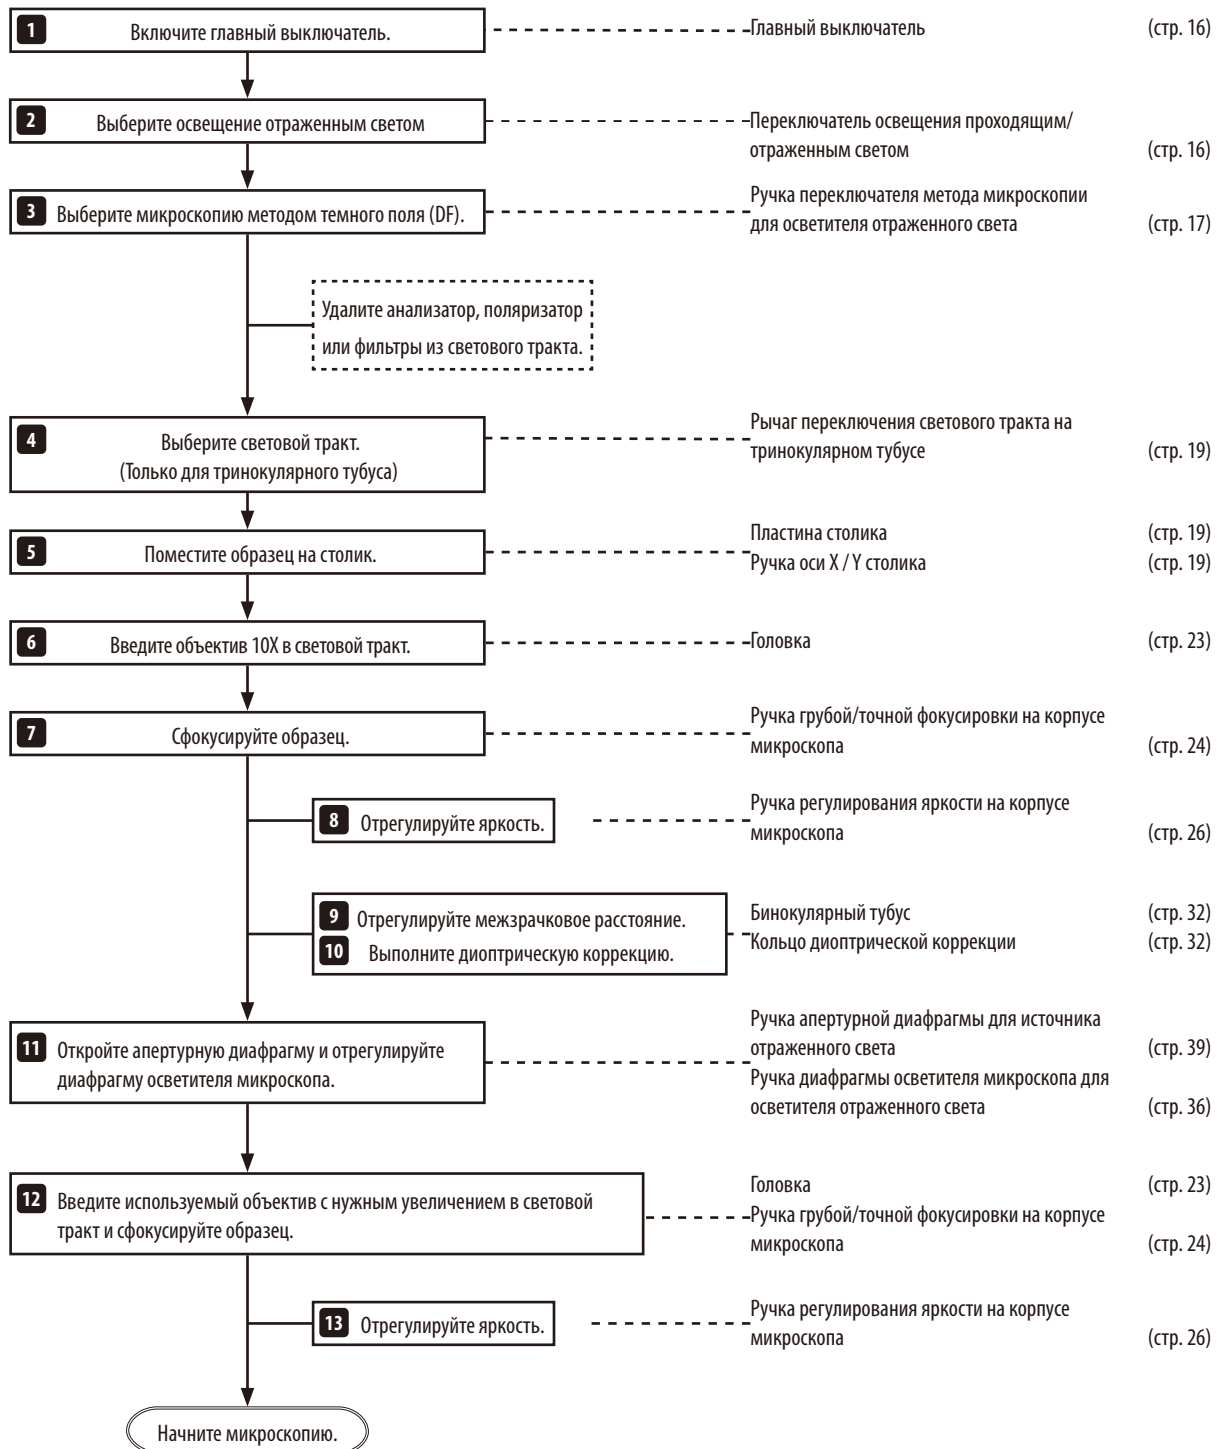 1 Включите главный выключатель.
Главный выключатель (стр. 16)
2 Выберите освещение отраженным светом
Переключатель освещения проходящим/
отраженным светом (стр. 16)
3 Выберите микроскопию методом темного поля (DF).
Ручка переключателя метода микроскопии
для осветителя отраженного света (стр. 17)
Удалите анализатор, поляризатор
или фильтры из светового тракта.
4 Выберите световой тракт.
(Только для тринокулярного тубуса)
Рычаг переключения светового тракта на
тринокулярном тубусе (стр. 19)
5 Поместите образец на столик.
Пластина столика (стр. 19)
Ручка оси X / Y столика (стр. 19)
6 Введите объектив 10X в световой тракт.
Головка (стр. 23)
7 Сфокусируйте образец.
Ручка грубой/точной фокусировки на корпусе
микроскопа (стр. 24)
8 Отрегулируйте яркость.
Ручка регулирования яркости на корпусе
микроскопа (стр. 26)
9 Отрегулируйте межзрачковое расстояние.
10 Выполните диоптрическую коррекцию.
Бинокулярный тубус (стр. 32)
Кольцо диоптрической коррекции (стр. 32)
11 Откройте апертурную диафрагму и отрегулируйте
диафрагму осветителя микроскопа.
Ручка апертурной диафрагмы для источника
отраженного света (стр. 39)
Ручка диафрагмы осветителя микроскопа для
осветителя отраженного света (стр. 36)
12 Введите используемый объектив с нужным увеличением в световой
тракт и сфокусируйте образец.
Головка (стр. 23)
Ручка грубой/точной фокусировки на корпусе
микроскопа (стр. 24)
13 Отрегулируйте яркость.
Ручка регулирования яркости на корпусе
микроскопа (стр. 26)
Начните микроскопию.